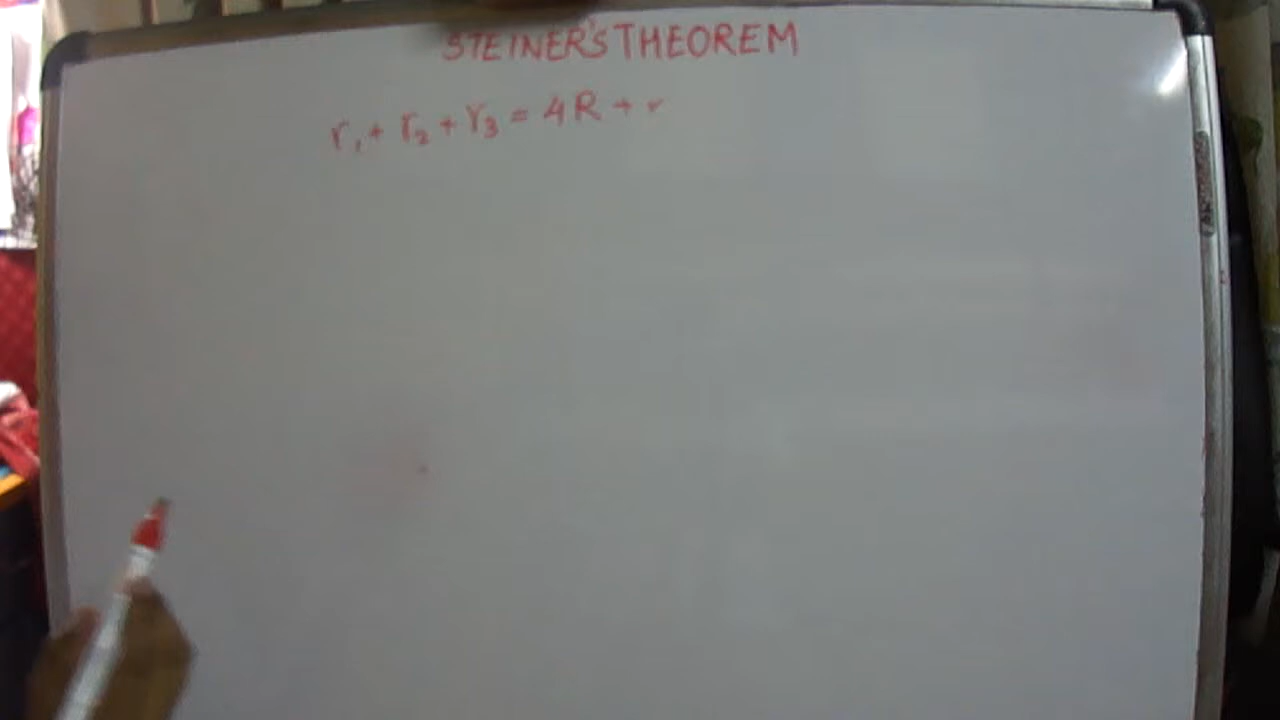 STEINER'S THEOREM
r₁ + r₂ + r₃ = 4R + r